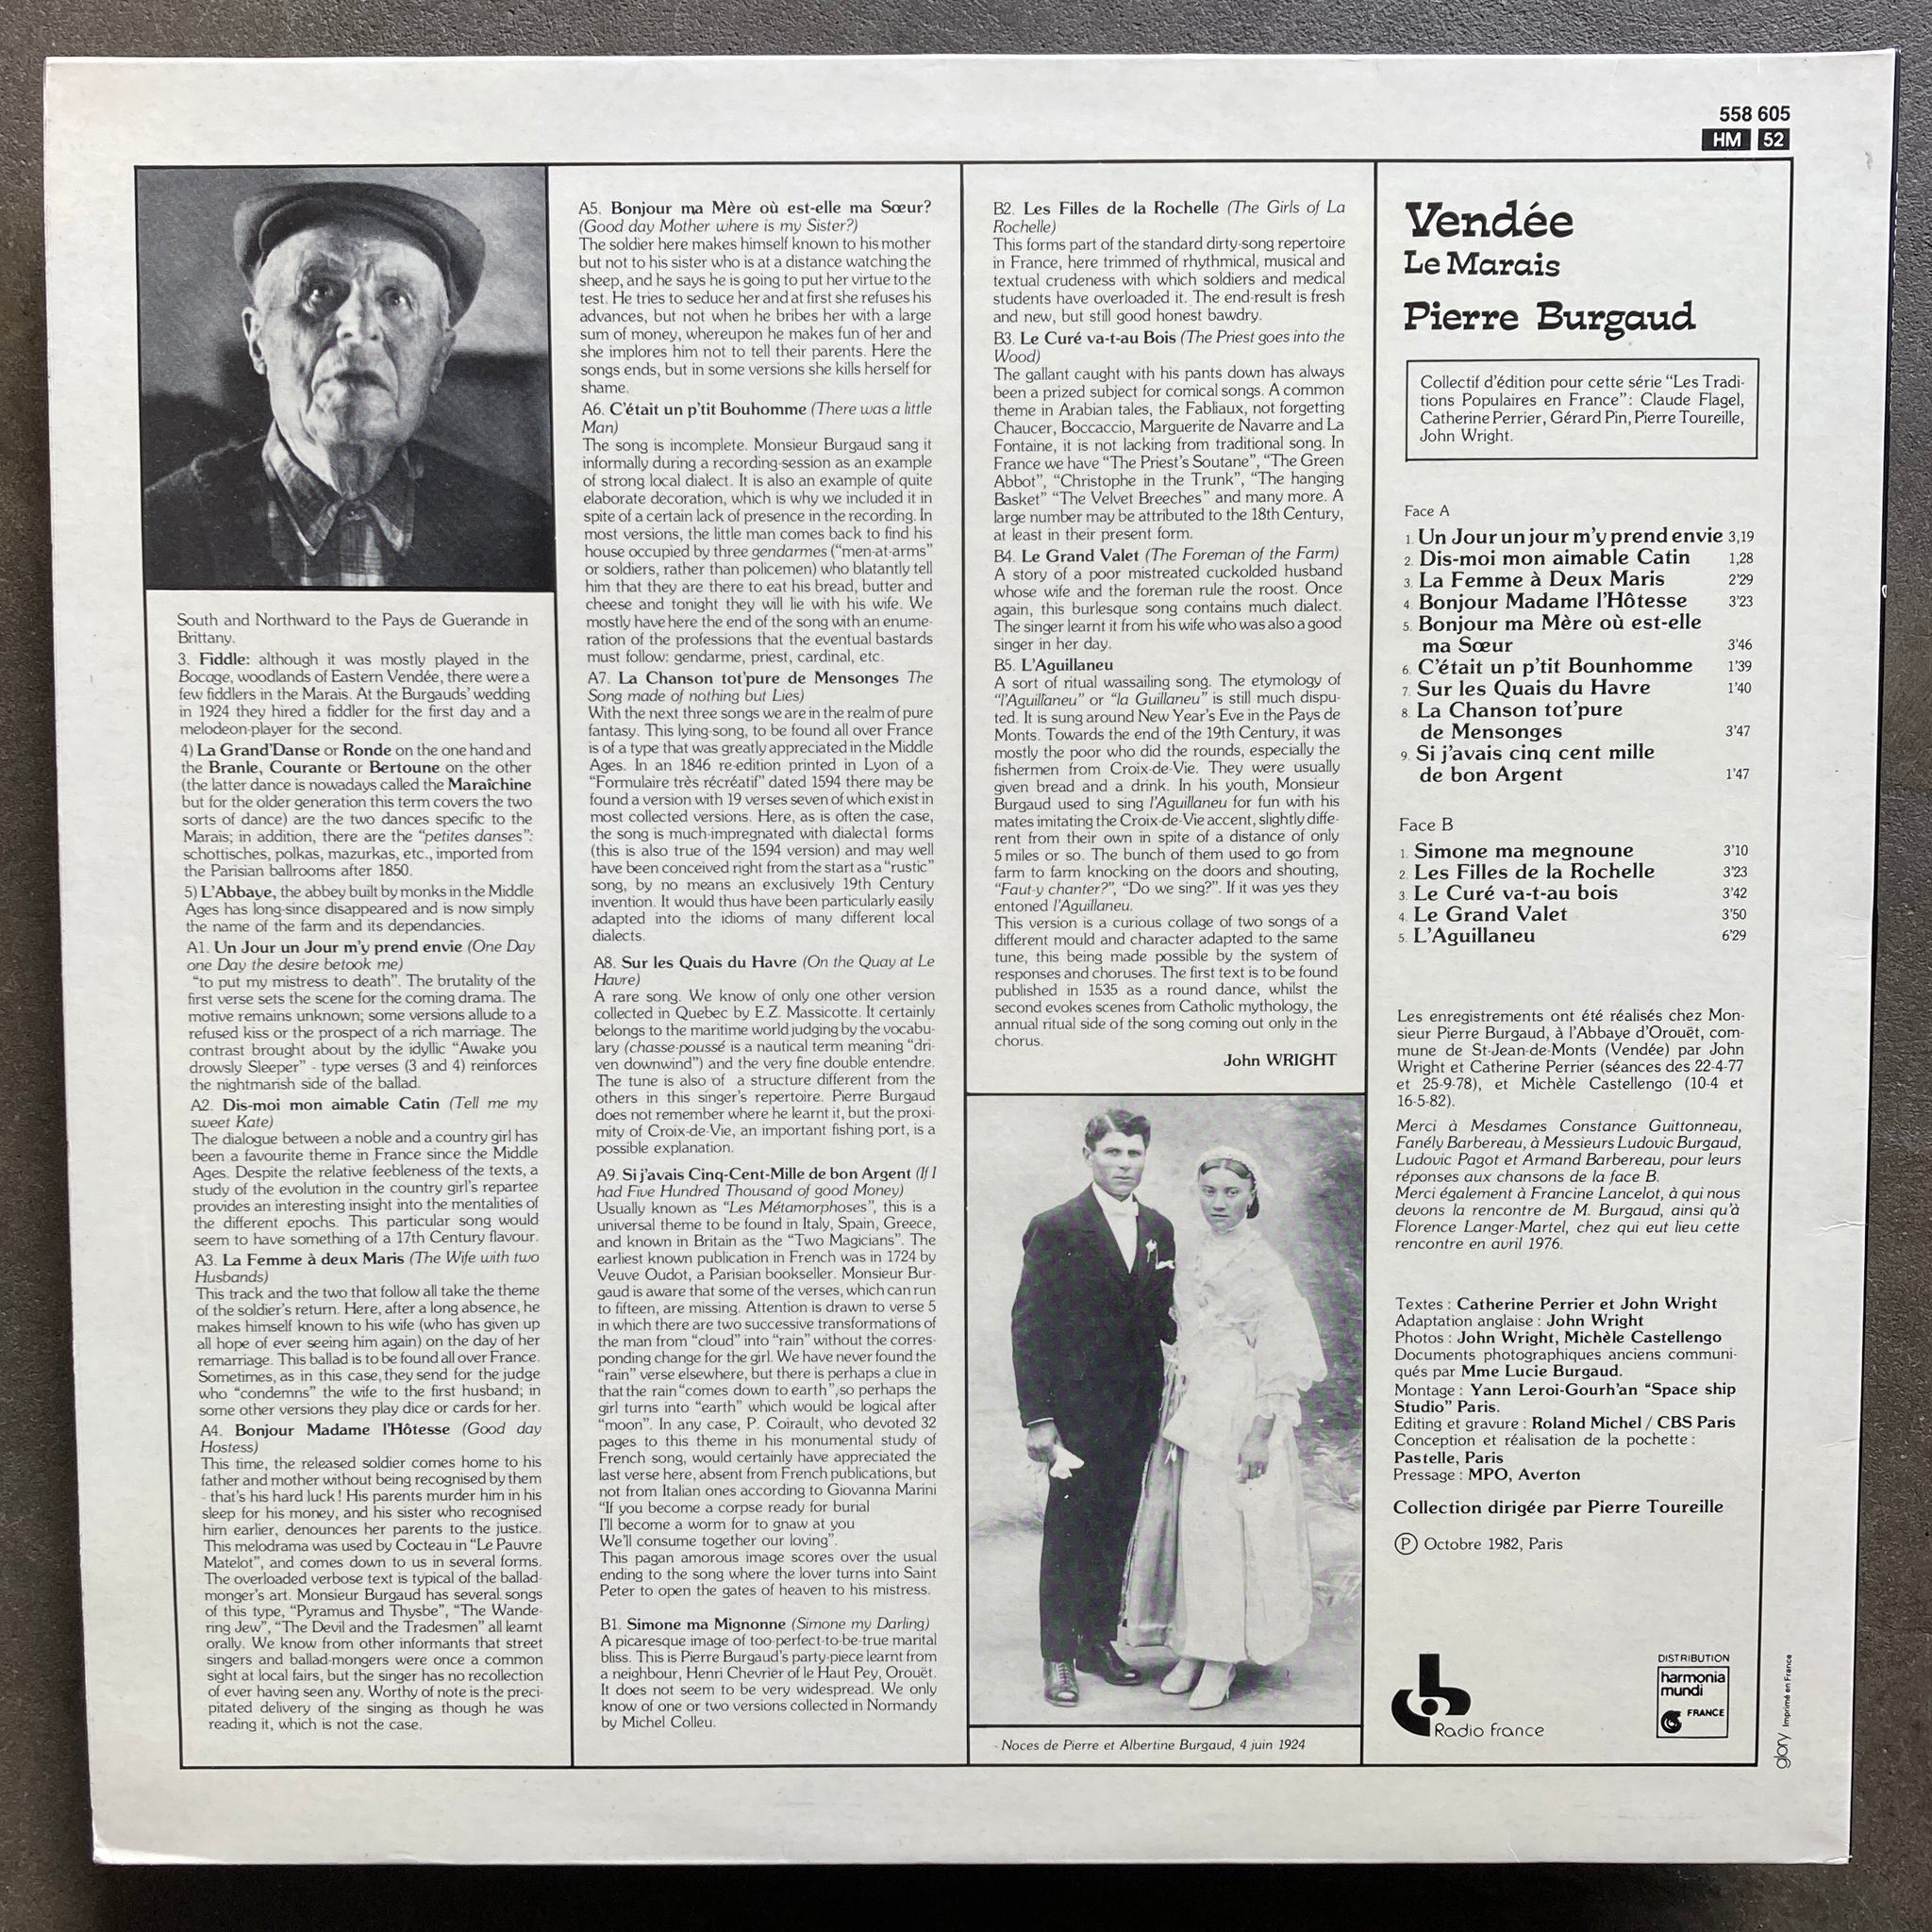 558 605
HM 52
South and Northward to the Pays de Guerande in
Brittany.
3. Fiddle: although it was mostly played in the
Bocage, woodlands of Eastern Vendée, there were a
few fiddlers in the Marais. At the Burgauds' wedding
in 1924 they hired a fiddler for the first day and a
melodeon-player for the second.
4) La Grand'Danse or Ronde on the one hand and
the Branle, Courante or Bertoune on the other
(the latter dance is nowadays called the Maraîchine
but for the older generation this term covers the two
sorts of dance) are the two dances specific to the
Marais; in addition, there are the "petites danses":
schottisches, polkas, mazurkas, etc., imported from
the Parisian ballrooms after 1850.
5) L'Abbaye, the abbey built by monks in the Middle
Ages has long-since disappeared and is now simply
the name of the farm and its dependancies.
A1. Un Jour un Jour m'y prend envie (One Day
one Day the desire betook me)
"to put my mistress to death". The brutality of the
first verse sets the scene for the coming drama. The
motive remains unknown; some versions allude to a
refused kiss or the prospect of a rich marriage. The
contrast brought about by the idyllic "Awake you
drowsly Sleeper" - type verses (3 and 4) reinforces
the nightmarish side of the ballad.
A2. Dis-moi mon aimable Catin (Tell me my
sweet Kate)
The dialogue between a noble and a country girl has
been a favourite theme in France since the Middle
Ages. Despite the relative feebleness of the texts, a
study of the evolution in the country girl's repartee
provides an interesting insight into the mentalities of
the different epochs. This particular song would
seem to have something of a 17th Century flavour.
A3. La Femme à deux Maris (The Wife with two
Husbands)
This track and the two that follow all take the theme
of the soldier's return. Here, after a long absence, he
makes himself known to his wife (who has given up
all hope of ever seeing him again) on the day of her
remarriage. This ballad is to be found all over France.
Sometimes, as in this case, they send for the judge
who "condemns" the wife to the first husband; in
some other versions they play dice or cards for her.
A4. Bonjour Madame l'Hôtesse (Good day
Hostess)
This time, the released soldier comes home to his
father and mother without being recognised by them
- that's his hard luck! His parents murder him in his
sleep for his money, and his sister who recognised
him earlier, denounces her parents to the justice.
This melodrama was used by Cocteau in "Le Pauvre
Matelot", and comes down to us in several forms.
The overloaded verbose text is typical of the ballad-
monger's art. Monsieur Burgaud has several songs
of this type, "Pyramus and Thysbe", "The Wande-
ring Jew", "The Devil and the Tradesmen" all learnt
orally. We know from other informants that street
singers and ballad-mongers were once a common
sight at local fairs, but the singer has no recollection
of ever having seen any. Worthy of note is the preci-
pitated delivery of the singing as though he was
reading it, which is not the case.
A5. Bonjour ma Mère où est-elle ma Sœur?
(Good day Mother where is my Sister?)
The soldier here makes himself known to his mother
but not to his sister who is at a distance watching the
sheep, and he says he is going to put her virtue to the
test. He tries to seduce her and at first she refuses his
advances, but not when he bribes her with a large
sum of money, whereupon he makes fun of her and
she implores him not to tell their parents. Here the
songs ends, but in some versions she kills herself for
shame.
A6. C'était un p'tit Bouhomme (There was a little
Man)
The song is incomplete. Monsieur Burgaud sang it
informally during a recording-session as an example
of strong local dialect. It is also an example of quite
elaborate decoration, which is why we included it in
spite of a certain lack of presence in the recording. In
most versions, the little man comes back to find his
house occupied by three gendarmes ("men-at-arms"
or soldiers, rather than policemen) who blatantly tell
him that they are there to eat his bread, butter and
cheese and tonight they will lie with his wife. We
mostly have here the end of the song with an enume-
ration of the professions that the eventual bastards
must follow: gendarme, priest, cardinal, etc.
A7. La Chanson tot'pure de Mensonges The
Song made of nothing but Lies)
With the next three songs we are in the realm of pure
fantasy. This lying-song, to be found all over France
is of a type that was greatly appreciated in the Middle
Ages. In an 1846 re-edition printed in Lyon of a
"Formulaire très récréatif" dated 1594 there may be
found a version with 19 verses seven of which exist in
most collected versions. Here, as is often the case,
the song is much-impregnated with dialectal forms
(this is also true of the 1594 version) and may well
have been conceived right from the start as a "rustic"
song, by no means an exclusively 19th Century
invention. It would thus have been particularly easily
adapted into the idioms of many different local
dialects.
A8. Sur les Quais du Havre (On the Quay at Le
Havre)
A rare song. We know of only one other version
collected in Quebec by E.Z. Massicotte. It certainly
belongs to the maritime world judging by the vocabu-
lary (chasse-poussé is a nautical term meaning "dri-
ven downwind") and the very fine double entendre.
The tune is also of a structure different from the
others in this singer's repertoire. Pierre Burgaud
does not remember where he learnt it, but the proxi-
mity of Croix-de-Vie, an important fishing port, is a
possible explanation.
A9. Si j'avais Cinq-Cent-Mille de bon Argent (If I
had Five Hundred Thousand of good Money)
Usually known as "Les Métamorphoses", this is a
universal theme to be found in Italy, Spain, Greece,
and known in Britain as the "Two Magicians". The
earliest known publication in French was in 1724 by
Veuve Oudot, a Parisian bookseller. Monsieur Bur-
gaud is aware that some of the verses, which can run
to fifteen, are missing. Attention is drawn to verse 5
in which there are two successive transformations of
the man from "cloud" into "rain" without the corres-
ponding change for the girl. We have never found the
"rain" verse elsewhere, but there is perhaps a clue in
that the rain "comes down to earth", so perhaps the
girl turns into "earth" which would be logical after
"moon". In any case, P. Coirault, who devoted 32
pages to this theme in his monumental study of
French song, would certainly have appreciated the
last verse here, absent from French publications, but
not from Italian ones according to Giovanna Marini
"If you become a corpse ready for burial
I'll become a worm for to gnaw at you
We'll consume together our loving".
This pagan amorous image scores over the usual
ending to the song where the lover turns into Saint
Peter to open the gates of heaven to his mistress.
B1. Simone ma Mignonne (Simone my Darling)
A picaresque image of too-perfect-to-be-true marital
bliss. This is Pierre Burgaud's party-piece learnt from
a neighbour, Henri Chevrier of le Haut Pey, Orouët.
It does not seem to be very widespread. We only
know of one or two versions collected in Normandy
by Michel Colleu.
B2. Les Filles de la Rochelle (The Girls of La
Rochelle)
This forms part of the standard dirty-song repertoire
in France, here trimmed of rhythmical, musical and
textual crudeness with which soldiers and medical
students have overloaded it. The end-result is fresh
and new, but still good honest bawdry.
B3. Le Curé va-t-au Bois (The Priest goes into the
Wood)
The gallant caught with his pants down has always
been a prized subject for comical songs. A common
theme in Arabian tales, the Fabliaux, not forgetting
Chaucer, Boccaccio, Marguerite de Navarre and La
Fontaine, it is not lacking from traditional song. In
France we have "The Priest's Soutane", "The Green
Abbot", "Christophe in the Trunk", "The hanging
Basket" "The Velvet Breeches" and many more. A
large number may be attributed to the 18th Century,
at least in their present form.
B4. Le Grand Valet (The Foreman of the Farm)
A story of a poor mistreated cuckolded husband
whose wife and the foreman rule the roost. Once
again, this burlesque song contains much dialect.
The singer learnt it from his wife who was also a good
singer in her day.
B5. L'Aguillaneu
A sort of ritual wassailing song. The etymology of
"l'Aguillaneu" or "la Guillaneu" is still much dispu-
ted. It is sung around New Year's Eve in the Pays de
Monts. Towards the end of the 19th Century, it was
mostly the poor who did the rounds, especially the
fishermen from Croix-de-Vie. They were usually
given bread and a drink. In his youth, Monsieur
Burgaud used to sing l'Aguillaneu for fun with his
mates imitating the Croix-de-Vie accent, slightly diffe-
rent from their own in spite of a distance of only
5 miles or so. The bunch of them used to go from
farm to farm knocking on the doors and shouting,
"Faut-y chanter?", "Do we sing?". If it was yes they
entoned l'Aguillaneu.
This version is a curious collage of two songs of a
different mould and character adapted to the same
tune, this being made possible by the system of
responses and choruses. The first text is to be found
published in 1535 as a round dance, whilst the
second evokes scenes from Catholic mythology, the
annual ritual side of the song coming out only in the
chorus.
John WRIGHT
- Noces de Pierre et Albertine Burgaud, 4 juin 1924
Vendée
Le Marais
Pierre Burgaud
Collectif d'édition pour cette série "Les Tradi-
tions Populaires en France": Claude Flagel,
Catherine Perrier, Gérard Pin, Pierre Toureille,
John Wright.
Face A
1. Un Jour un jour m'y prend envie 3,19
2. Dis-moi mon aimable Catin 1,28
3. La Femme à Deux Maris 2'29
4. Bonjour Madame l'Hôtesse 3'23
5. Bonjour ma Mère où est-elle
ma Sœur 3'46
6. C'était un p'tit Bounhomme 1'39
7. Sur les Quais du Havre 1'40
8. La Chanson tot'pure
de Mensonges 3'47
9. Si j'avais cinq cent mille
de bon Argent 1'47
Face B
1. Simone ma megnoune 3'10
2. Les Filles de la Rochelle 3'23
3. Le Curé va-t-au bois 3'42
4. Le Grand Valet 3'50
5. L'Aguillaneu 6'29
Les enregistrements ont été réalisés chez Mon-
sieur Pierre Burgaud, à l'Abbaye d'Orouët, com-
mune de St-Jean-de-Monts (Vendée) par John
Wright et Catherine Perrier (séances des 22-4-77
et 25-9-78), et Michèle Castellengo (10-4 et
16-5-82).
Merci à Mesdames Constance Guittonneau,
Fanély Barbereau, à Messieurs Ludovic Burgaud,
Ludovic Pagot et Armand Barbereau, pour leurs
réponses aux chansons de la face B.
Merci également à Francine Lancelot, à qui nous
devons la rencontre de M. Burgaud, ainsi qu'à
Florence Langer-Martel, chez qui eut lieu cette
rencontre en avril 1976.
Textes : Catherine Perrier et John Wright
Adaptation anglaise : John Wright
Photos : John Wright, Michèle Castellengo
Documents photographiques anciens communi-
qués par Mme Lucie Burgaud.
Montage : Yann Leroi-Gourh'an "Space ship
Studio" Paris.
Editing et gravure : Roland Michel / CBS Paris
Conception et réalisation de la pochette :
Pastelle, Paris
Pressage : MPO, Averton
Collection dirigée par Pierre Toureille
Ⓟ Octobre 1982, Paris
Radio france
DISTRIBUTION
harmonia
mundi
FRANCE
glory Imprimé en France